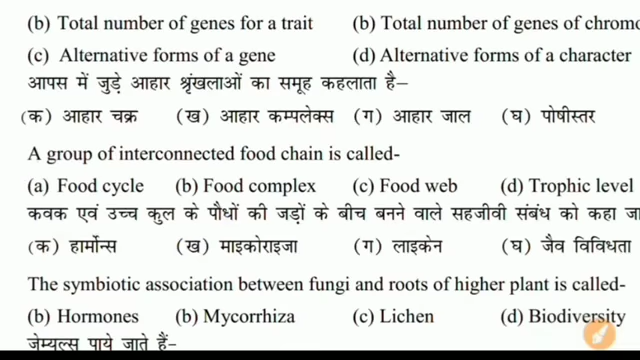 (b) Total number of genes for a trait (b) Total number of genes of
(c) Alternative forms of a gene (d) Alternative forms of a character
आपस में जुड़े आहार श्रृंखलाओं का समूह कहलाता है–
(क) आहार चक्र (ख) आहार कम्पलेक्स (ग) आहार जाल (घ) पोषीस्तर
A group of interconnected food chain is called-
(a) Food cycle (b) Food complex (c) Food web (d) Trophic level
कवक एवं उच्च कुल के पौधों की जड़ों के बीच बनने वाले सहजीवी संबंध को कहा
(क) हार्मोन्स (ख) माइकोराइजा (ग) लाइकेन (घ) जैव विविधता
The symbiotic association between fungi and roots of higher plant is called-
(b) Hormones (b) Mycorrhiza (c) Lichen (d) Biodiversity
जेम्यूल्स पाये जाते हैं–